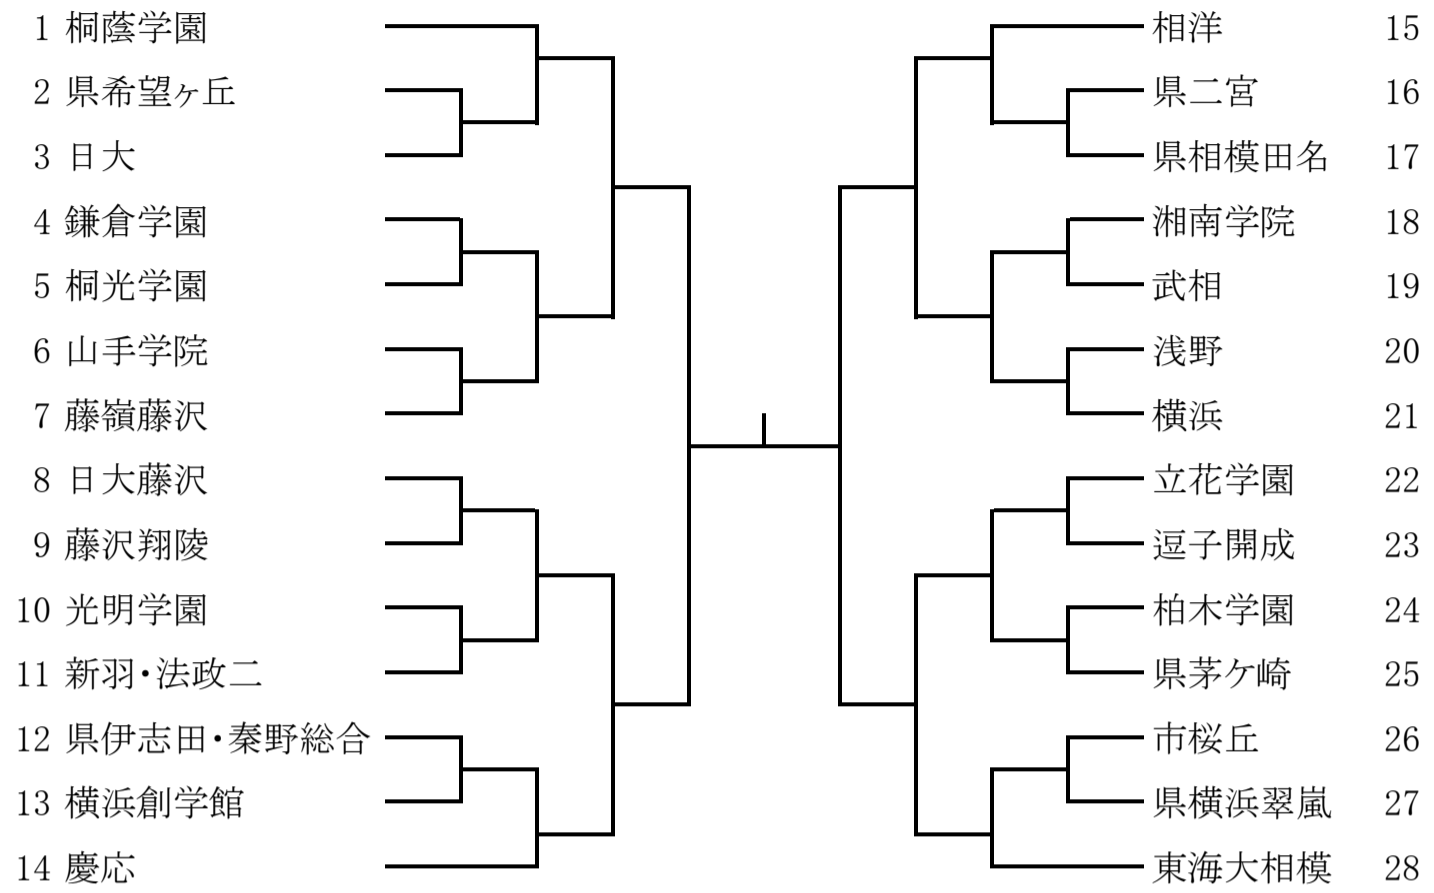 1 桐蔭学園
2 県希望ヶ丘
3 日大
4 鎌倉学園
5 桐光学園
6 山手学院
7 藤嶺藤沢
8 日大藤沢
9 藤沢翔陵
10 光明学園
11 新羽・法政二
12 県伊志田・秦野総合
13 横浜創学館
14 慶応
相洋 15
県二宮 16
県相模田名 17
湘南学院 18
武相 19
浅野 20
横浜 21
立花学園 22
逗子開成 23
柏木学園 24
県茅ケ崎 25
市桜丘 26
県横浜翠嵐 27
東海大相模 28